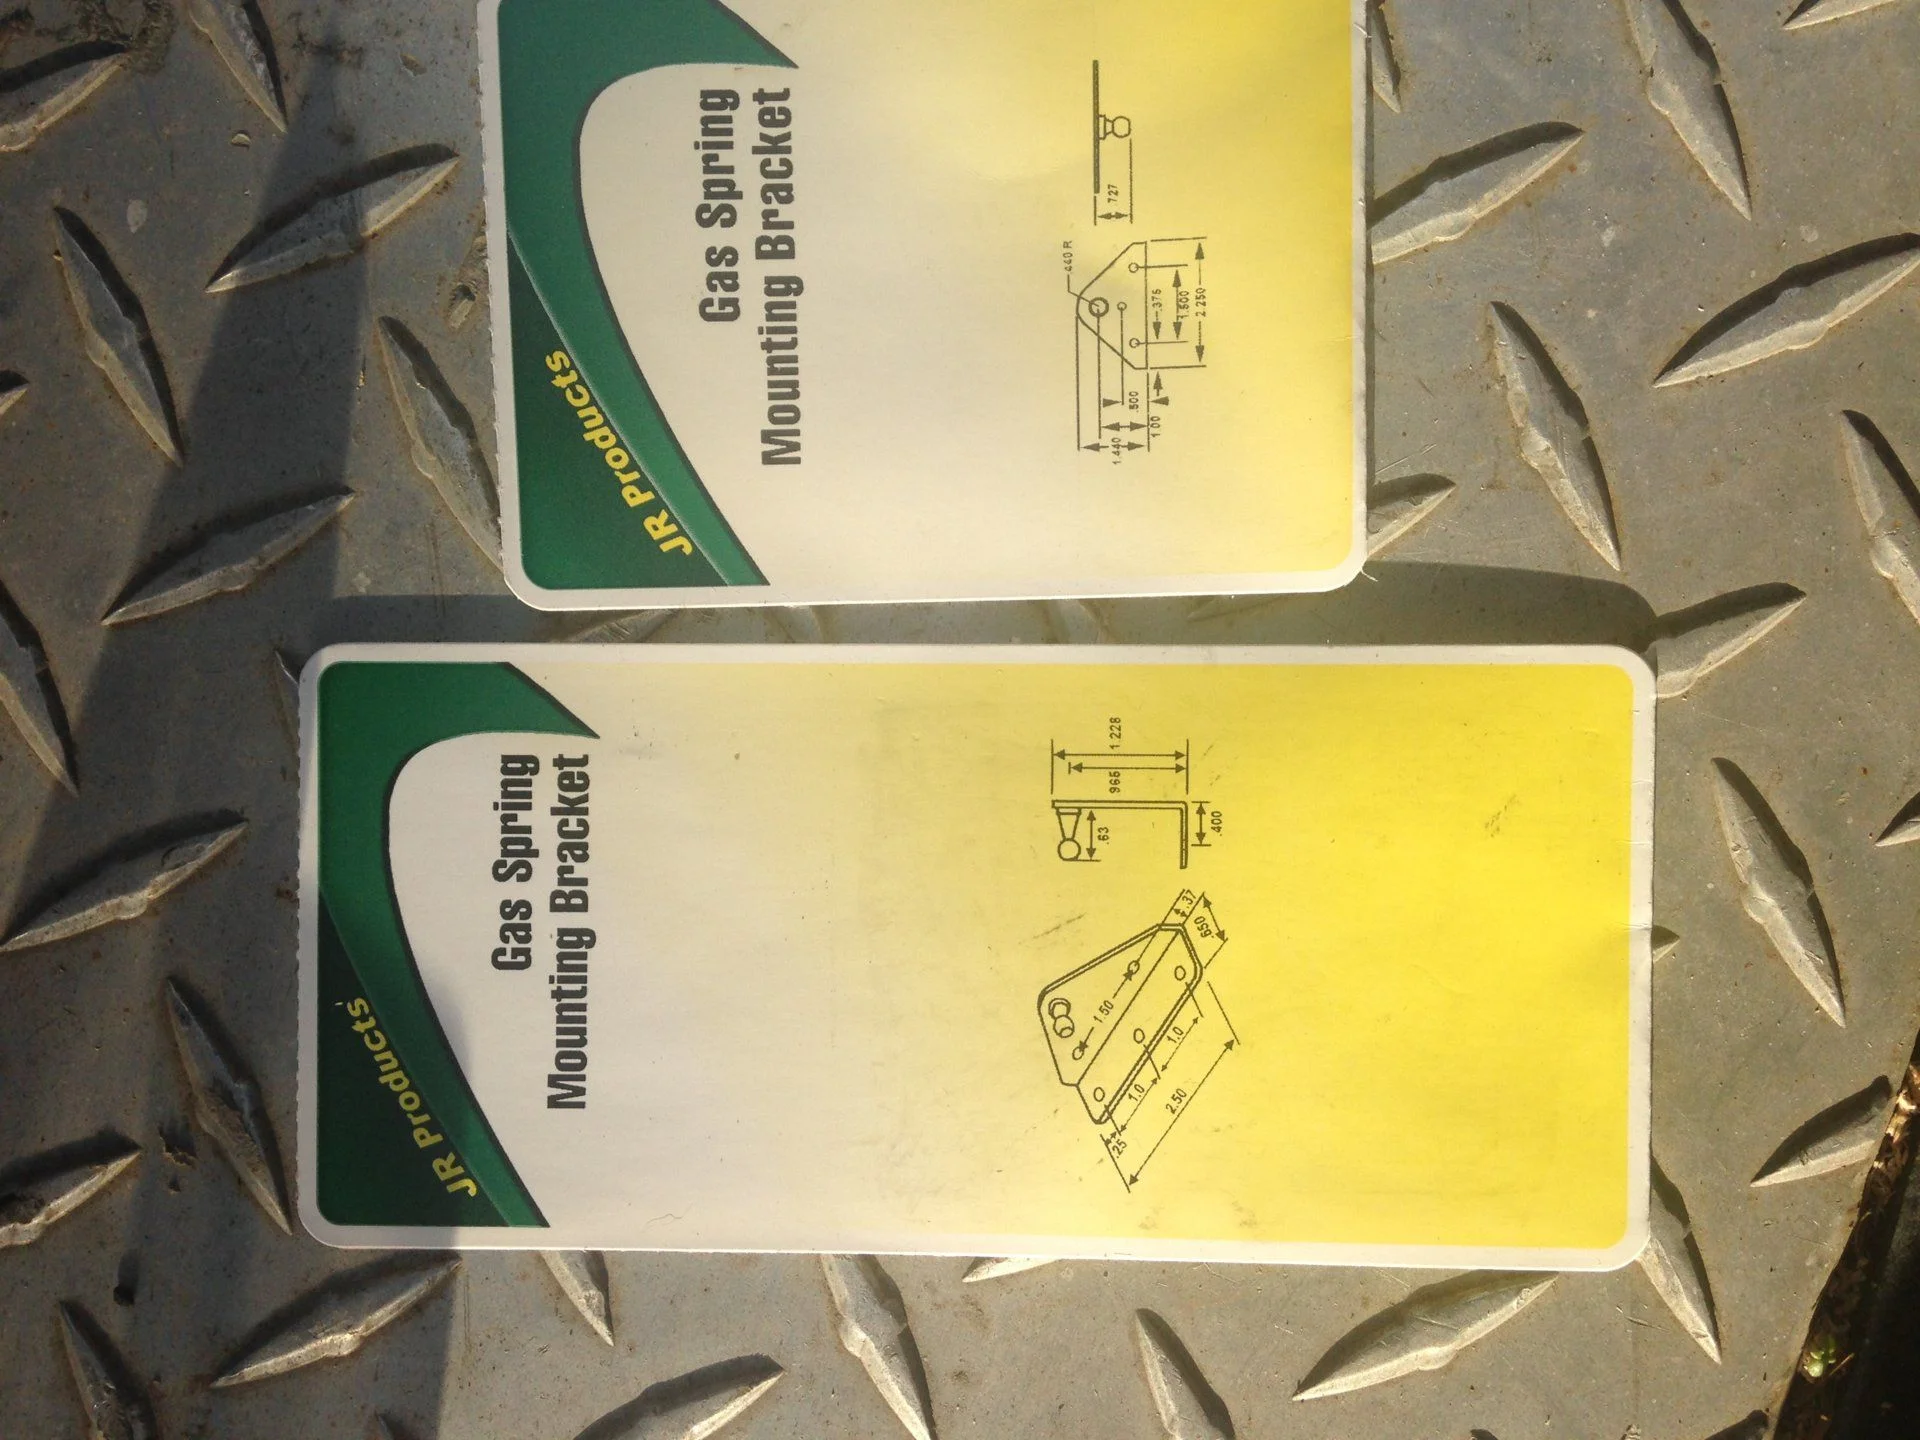 JR Products
Gas Spring
Mounting Bracket
.727
.440 R
.375
1.500
2.250
.500
1.00
1.440
JR Products
Gas Spring
Mounting Bracket
1.228
.965
.63
.400
.37
.650
1.50
1.0
1.0
.25
2.50